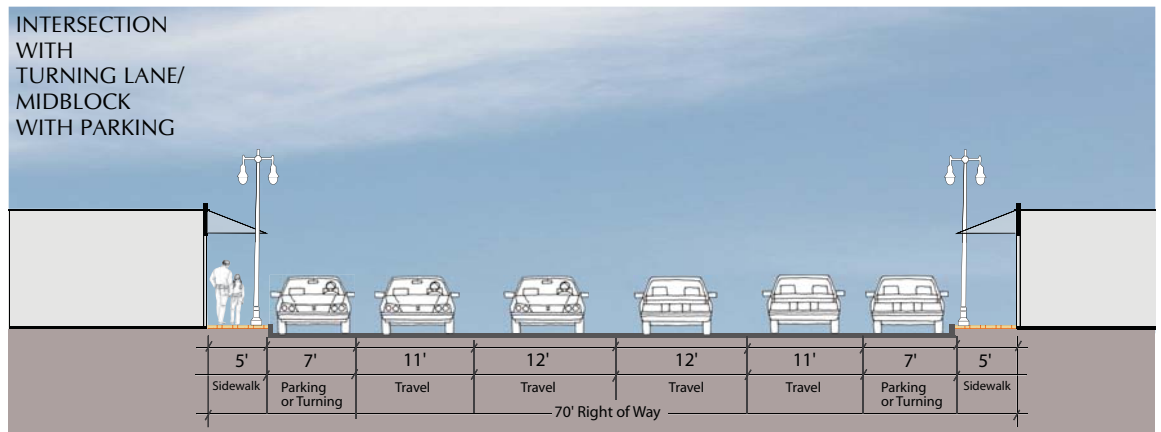 INTERSECTION
WITH
TURNING LANE/
MIDBLOCK
WITH PARKING
5' 7' 11' 12' 12' 11' 7' 5'
Sidewalk Parking Travel Travel Travel Travel Parking Sidewalk
or Turning or Turning
70' Right of Way